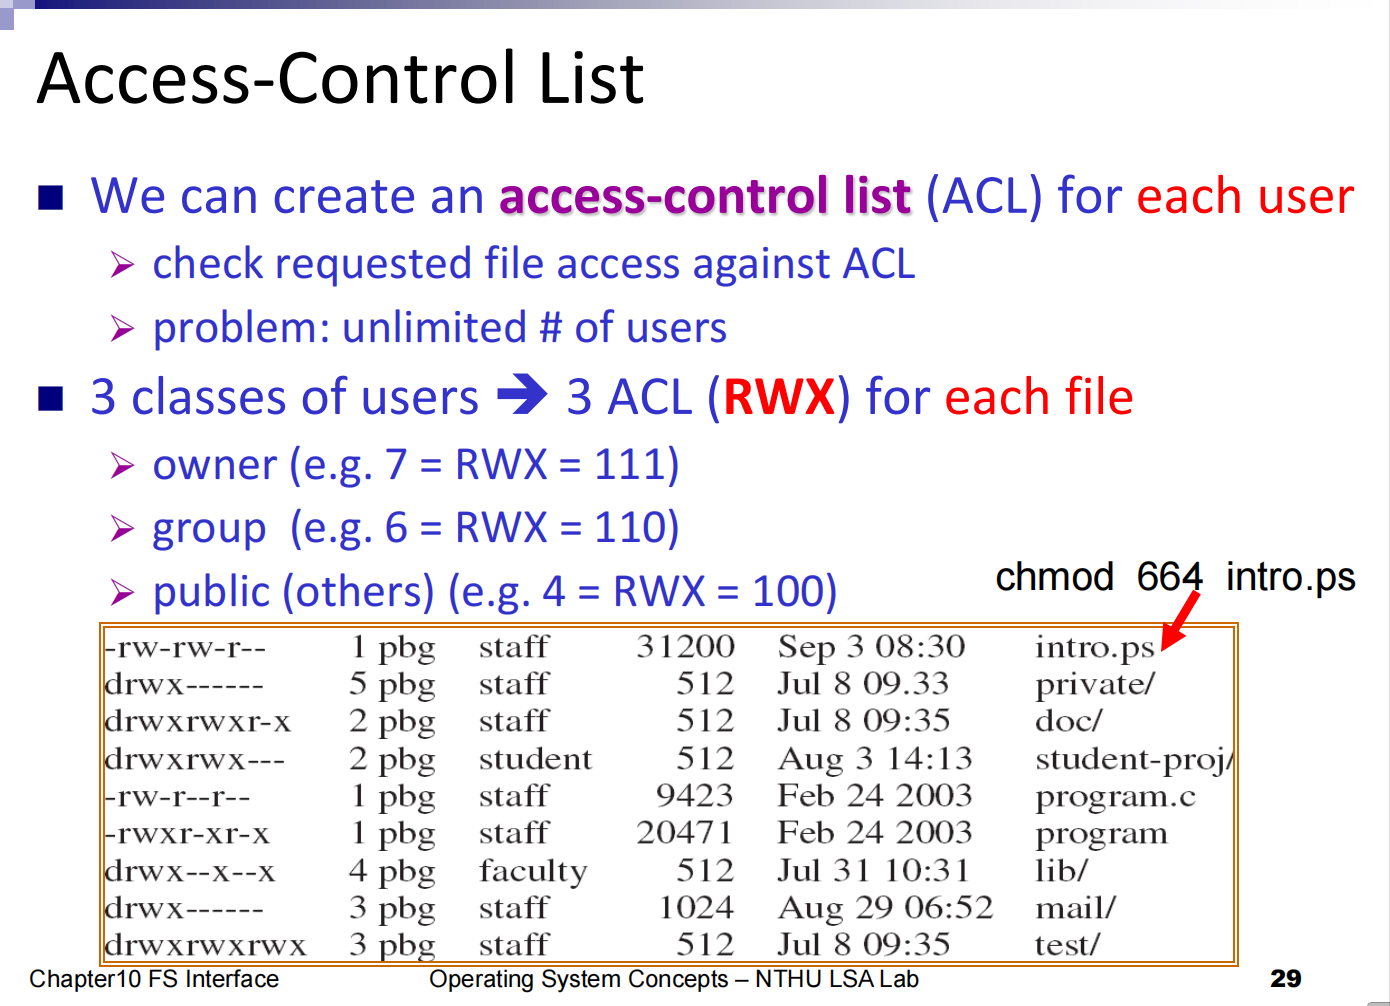 Access-Control List
We can create an access-control list (ACL) for each user
check requested file access against ACL
problem: unlimited # of users
3 classes of users ➔ 3 ACL (RWX) for each file
owner (e.g. 7 = RWX = 111)
group (e.g. 6 = RWX = 110)
public (others) (e.g. 4 = RWX = 100)
chmod 664 intro.ps
-rw-rw-r-- 1 pbg staff 31200 Sep 3 08:30 intro.ps
drwx------ 5 pbg staff 512 Jul 8 09.33 private/
drwxrwxr-x 2 pbg staff 512 Jul 8 09:35 doc/
drwxrwx--- 2 pbg student 512 Aug 3 14:13 student-proj/
-rw-r--r-- 1 pbg staff 9423 Feb 24 2003 program.c
-rwxr-xr-x 1 pbg staff 20471 Feb 24 2003 program
drwx--x--x 4 pbg faculty 512 Jul 31 10:31 lib/
drwx------ 3 pbg staff 1024 Aug 29 06:52 mail/
drwxrwxrwx 3 pbg staff 512 Jul 8 09:35 test/
Chapter10 FS Interface Operating System Concepts – NTHU LSA Lab 29